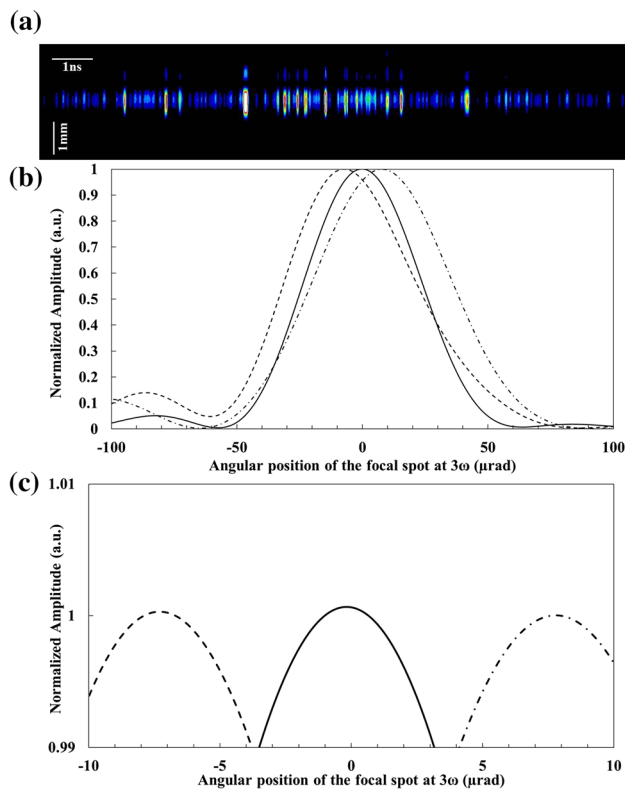 (a)
1ns
1mm
(b)
1
0.9
0.8
0.7
0.6
0.5
0.4
0.3
0.2
0.1
0
Normalized Amplitude (a.u.)
-100 -50 0 50 100
Angular position of the focal spot at 3ω (µrad)
(c)
1.01
1
0.99
Normalized Amplitude (a.u.)
-10 -5 0 5 10
Angular position of the focal spot at 3ω (µrad)